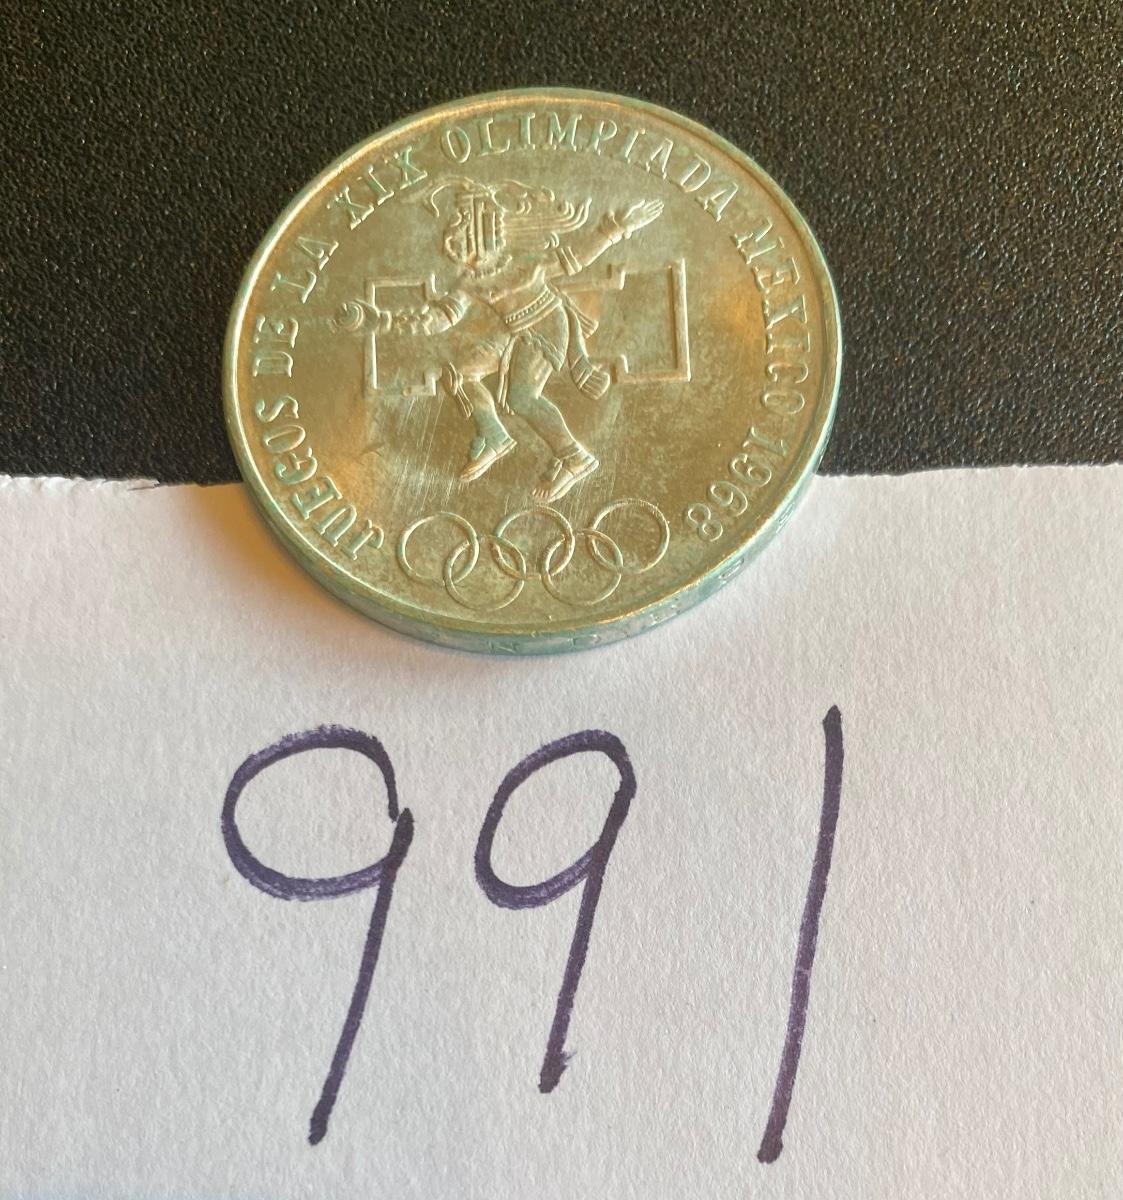 JUEGOS DE LA XIX OLIMPIADA MEXICO 1968
991